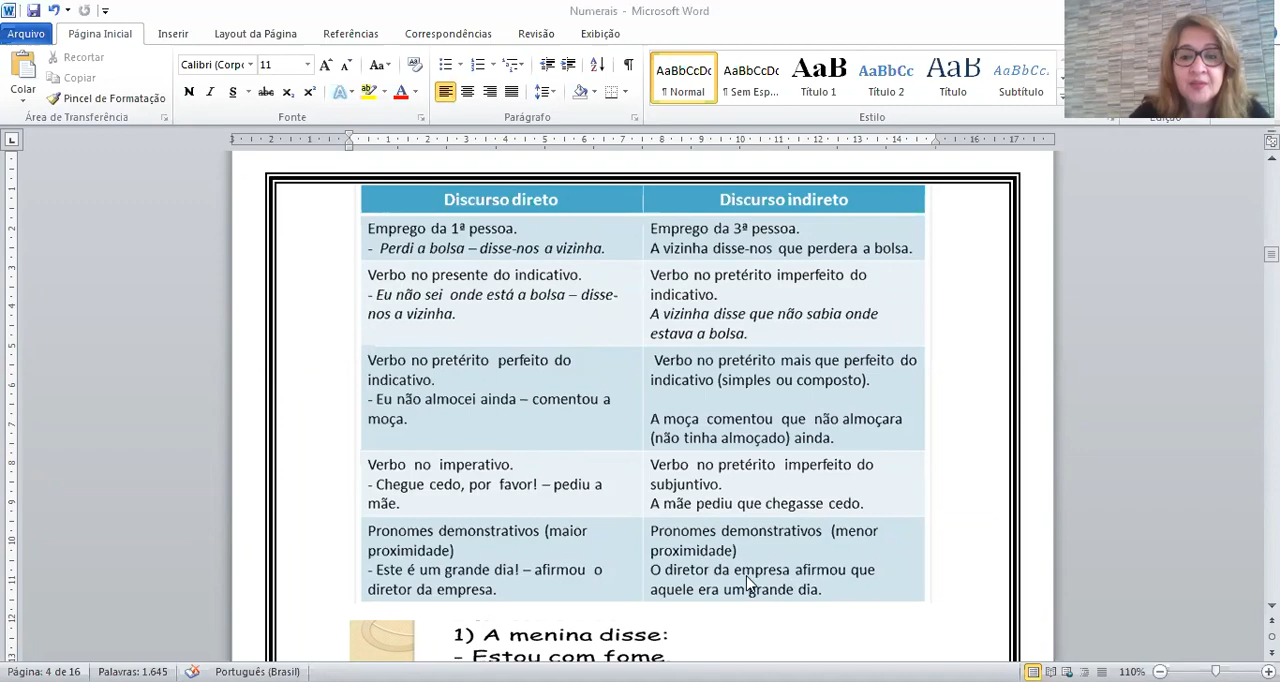 Numerais - Microsoft Word
Arquivo
Página Inicial
Inserir
Layout da Página
Referências
Correspondências
Revisão
Exibição
Recortar
Copiar
Pincel de Formatação
Colar
Área de Transferência
Calibri (Corpo
11
Fonte
Parágrafo
AaBbCcDc
¶ Normal
AaBbCcDc
¶ Sem Esp...
AaB
Título 1
AaBbCc
Título 2
AaB
Título
AaBbCc
Subtítulo
Estilo
Edição
Discurso direto
Discurso indireto
Emprego da 1ª pessoa.
- Perdi a bolsa – disse-nos a vizinha.
Emprego da 3ª pessoa.
A vizinha disse-nos que perdera a bolsa.
Verbo no presente do indicativo.
- Eu não sei onde está a bolsa – disse-
nos a vizinha.
Verbo no pretérito imperfeito do
indicativo.
A vizinha disse que não sabia onde
estava a bolsa.
Verbo no pretérito perfeito do
indicativo.
- Eu não almocei ainda – comentou a
moça.
Verbo no pretérito mais que perfeito do
indicativo (simples ou composto).
A moça comentou que não almoçara
(não tinha almoçado) ainda.
Verbo no imperativo.
- Chegue cedo, por favor! – pediu a
mãe.
Verbo no pretérito imperfeito do
subjuntivo.
A mãe pediu que chegasse cedo.
Pronomes demonstrativos (maior
proximidade)
- Este é um grande dia! – afirmou o
diretor da empresa.
Pronomes demonstrativos (menor
proximidade)
O diretor da empresa afirmou que
aquele era um grande dia.
1) A menina disse:
- Estou com fome.
Página: 4 de 16
Palavras: 1.645
Português (Brasil)
110%